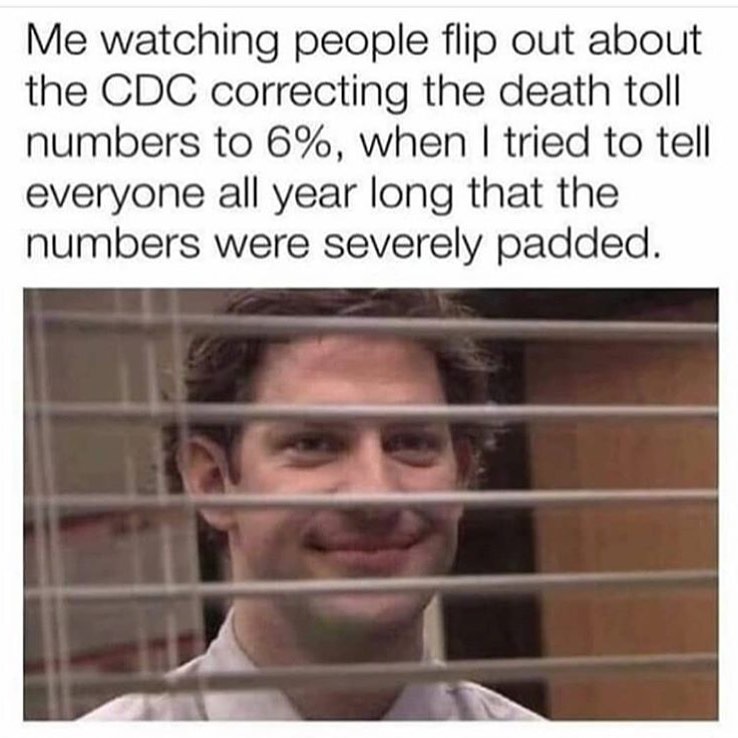 Me watching people flip out about
the CDC correcting the death toll
numbers to 6%, when I tried to tell
everyone all year long that the
numbers were severely padded.